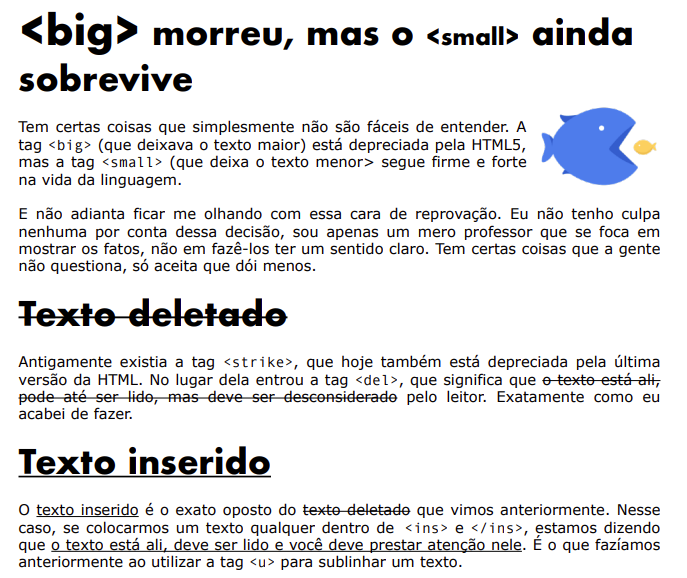 <big> morreu, mas o <small> ainda
sobrevive
Tem certas coisas que simplesmente não são fáceis de entender. A
tag <big> (que deixava o texto maior) está depreciada pela HTML5,
mas a tag <small> (que deixa o texto menor> segue firme e forte
na vida da linguagem.
E não adianta ficar me olhando com essa cara de reprovação. Eu não tenho culpa
nenhuma por conta dessa decisão, sou apenas um mero professor que se foca em
mostrar os fatos, não em fazê-los ter um sentido claro. Tem certas coisas que a gente
não questiona, só aceita que dói menos.
Texto deletado
Antigamente existia a tag <strike>, que hoje também está depreciada pela última
versão da HTML. No lugar dela entrou a tag <del>, que significa que o texto está ali,
pode até ser lido, mas deve ser desconsiderado pelo leitor. Exatamente como eu
acabei de fazer.
Texto inserido
O texto inserido é o exato oposto do texto deletado que vimos anteriormente. Nesse
caso, se colocarmos um texto qualquer dentro de <ins> e </ins>, estamos dizendo
que o texto está ali, deve ser lido e você deve prestar atenção nele. É o que fazíamos
anteriormente ao utilizar a tag <u> para sublinhar um texto.